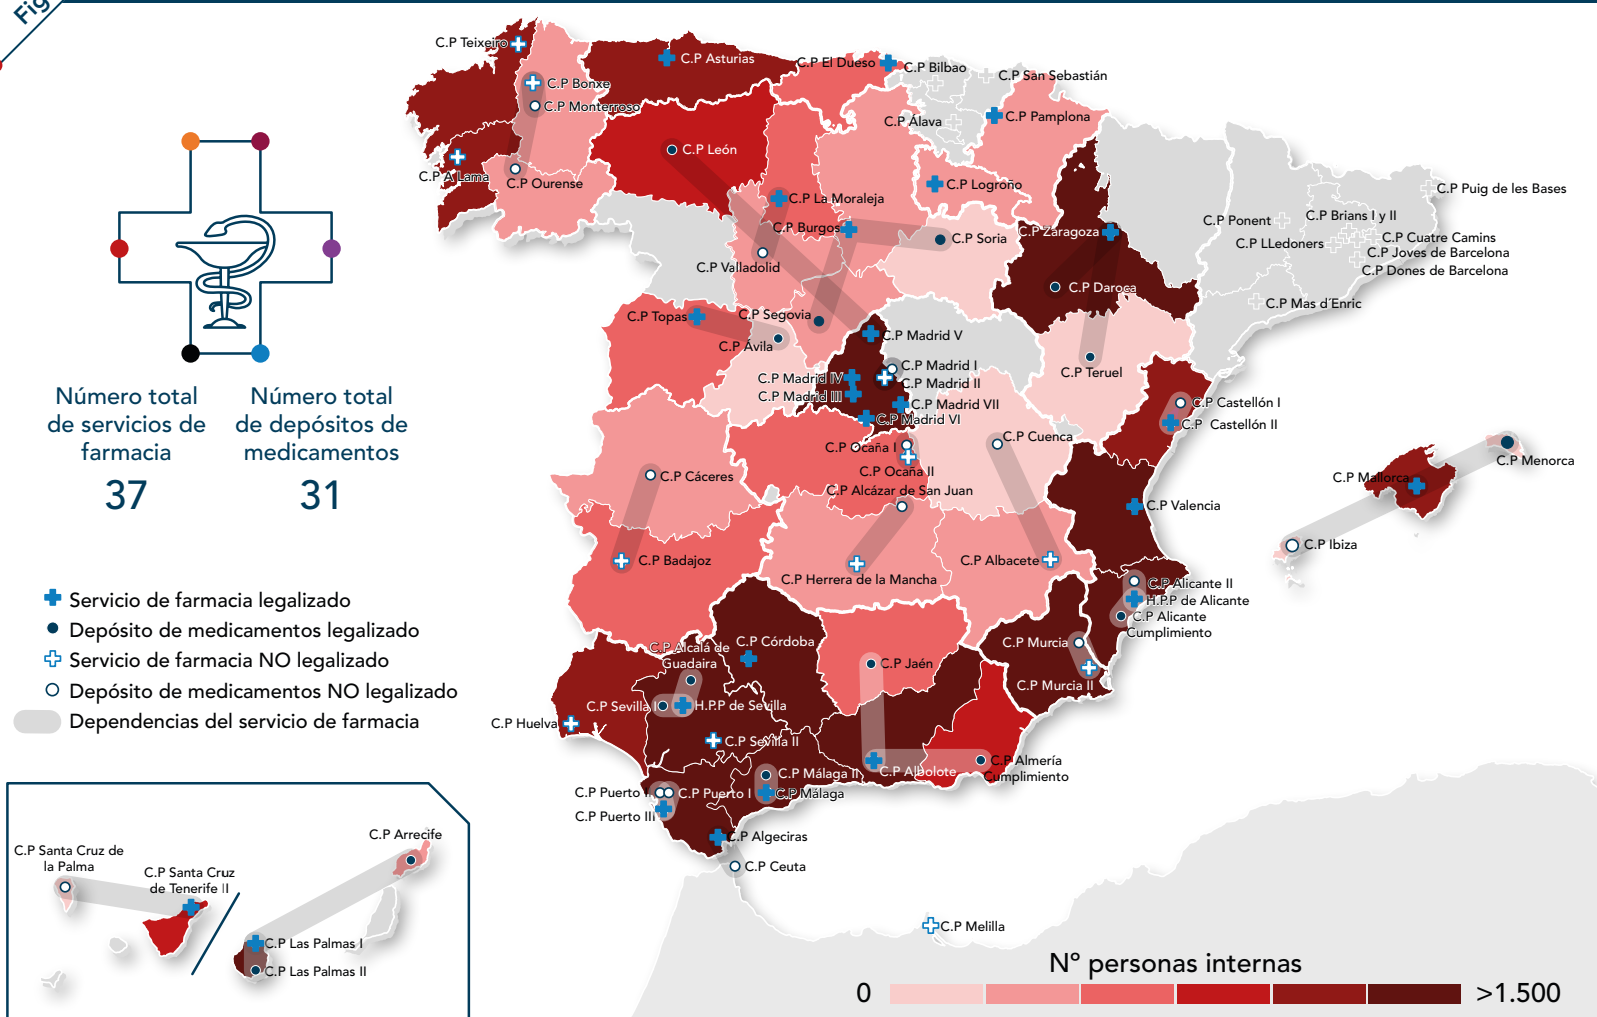 Fig
C.P Teixeiro
C.P Bonxe
C.P Monterroso
C.P A Lama
C.P Ourense
C.P Asturias
C.P León
C.P El Dueso
C.P Bilbao
C.P San Sebastián
C.P Álava
C.P Pamplona
C.P Logroño
C.P La Moraleja
C.P Burgos
C.P Soria
C.P Zaragoza
C.P Daroca
C.P Valladolid
C.P Topas
C.P Segovia
C.P Ávila
C.P Teruel
C.P Puig de les Bases
C.P Ponent
C.P Brians I y II
C.P LLedoners
C.P Cuatre Camins
C.P Joves de Barcelona
C.P Dones de Barcelona
C.P Mas d´Enric
C.P Madrid V
C.P Madrid I
C.P Madrid II
C.P Madrid IV
C.P Madrid III
C.P Madrid VII
C.P Madrid VI
C.P Castellón I
C.P Castellón II
C.P Ocaña I
C.P Ocaña II
C.P Cuenca
C.P Alcázar de San Juan
C.P Cáceres
C.P Valencia
C.P Menorca
C.P Mallorca
C.P Ibiza
C.P Badajoz
C.P Herrera de la Mancha
C.P Albacete
C.P Alicante II
H.P.P de Alicante
C.P Alicante
Cumplimiento
C.P Murcia
C.P Murcia II
C.P Alcalá de
Guadaira
C.P Córdoba
C.P Jaén
C.P Sevilla I
H.P.P de Sevilla
C.P Huelva
C.P Sevilla II
C.P Albolote
C.P Almería
Cumplimiento
C.P Málaga II
C.P Málaga
C.P Puerto II
C.P Puerto I
C.P Puerto III
C.P Algeciras
C.P Ceuta
C.P Melilla
Número total
de servicios de
farmacia
37
Número total
de depósitos de
medicamentos
31
Servicio de farmacia legalizado
Depósito de medicamentos legalizado
Servicio de farmacia NO legalizado
Depósito de medicamentos NO legalizado
Dependencias del servicio de farmacia
C.P Santa Cruz de
la Palma
C.P Santa Cruz
de Tenerife II
C.P Arrecife
C.P Las Palmas I
C.P Las Palmas II
Nº personas internas
0
>1.500